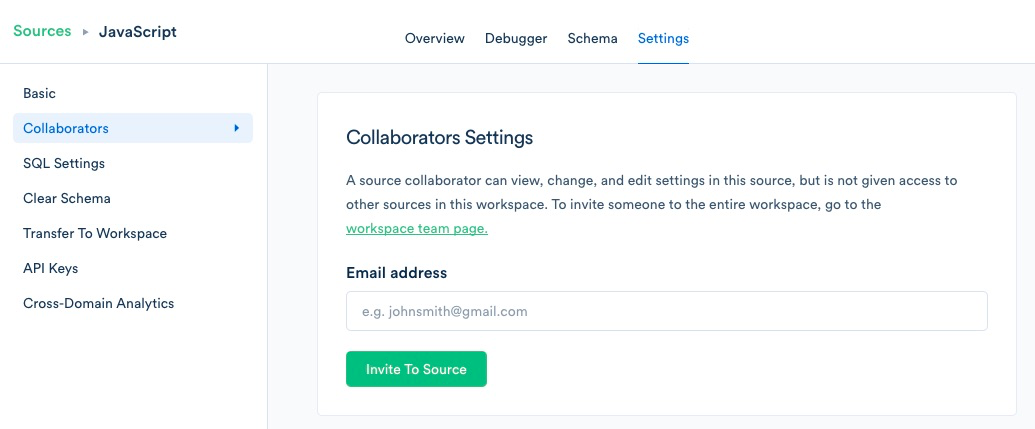 Sources ▸ JavaScript
Overview Debugger Schema Settings
Basic
Collaborators
SQL Settings
Clear Schema
Transfer To Workspace
API Keys
Cross-Domain Analytics
Collaborators Settings
A source collaborator can view, change, and edit settings in this source, but is not given access to
other sources in this workspace. To invite someone to the entire workspace, go to the
workspace team page.
Email address
e.g. johnsmith@gmail.com
Invite To Source